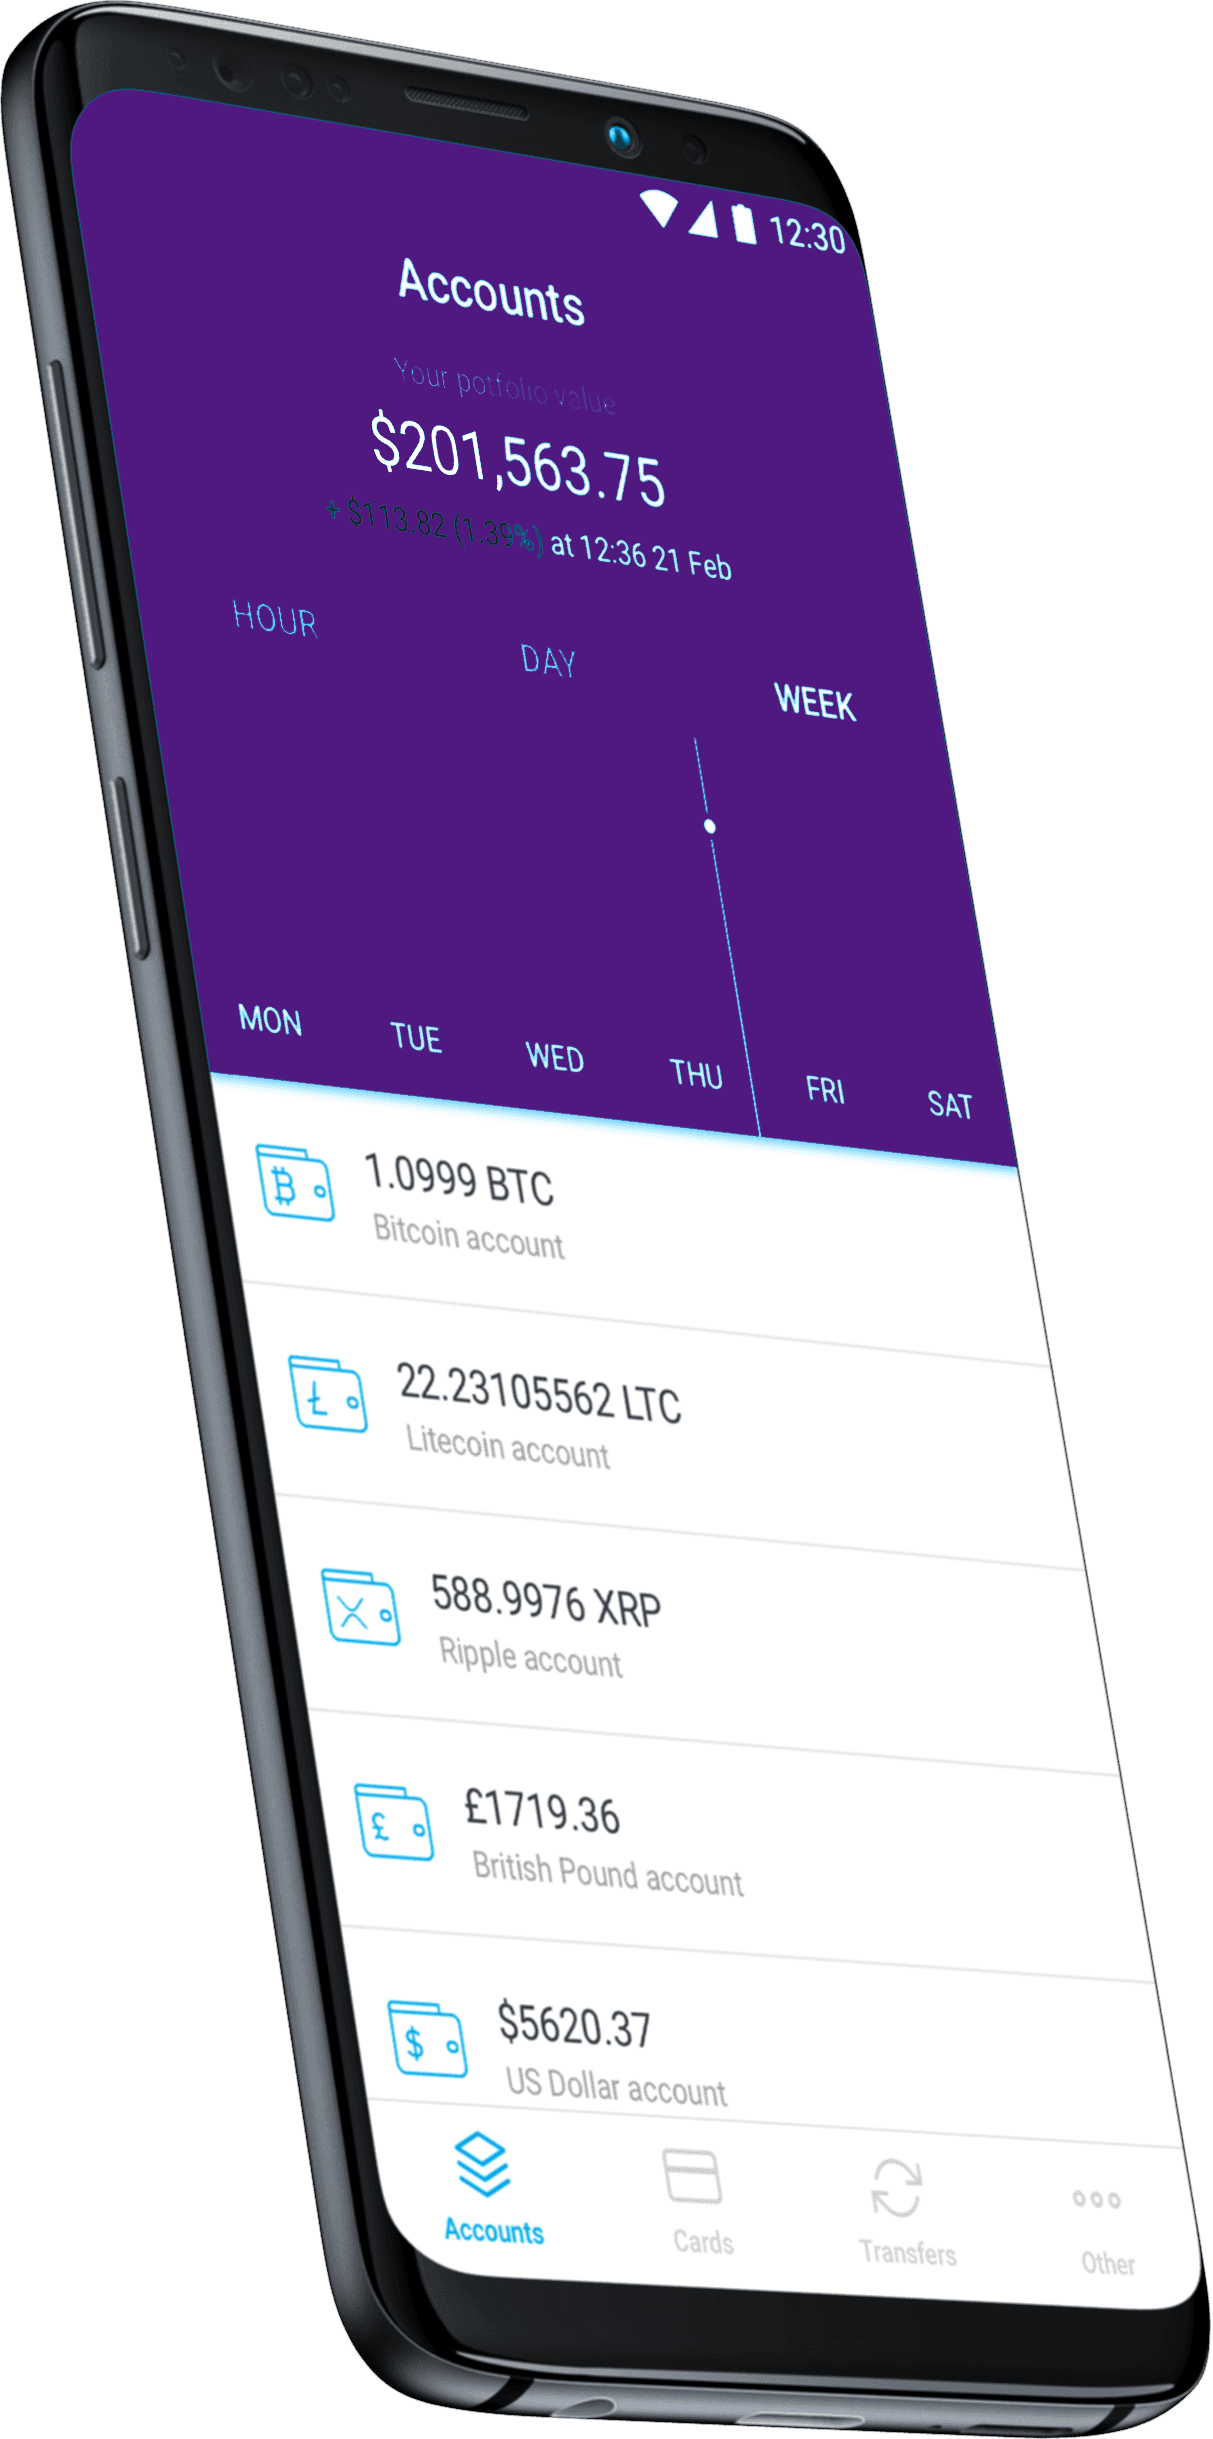 12:30
Accounts
Your potfolio value
$201,563.75
+ $113.82 (1.39%) at 12:36 21 Feb
HOUR DAY WEEK
MON TUE WED THU FRI SAT
1.0999 BTC
Bitcoin account
22.23105562 LTC
Litecoin account
588.9976 XRP
Ripple account
£1719.36
British Pound account
$5620.37
US Dollar account
Accounts Cards Transfers Other